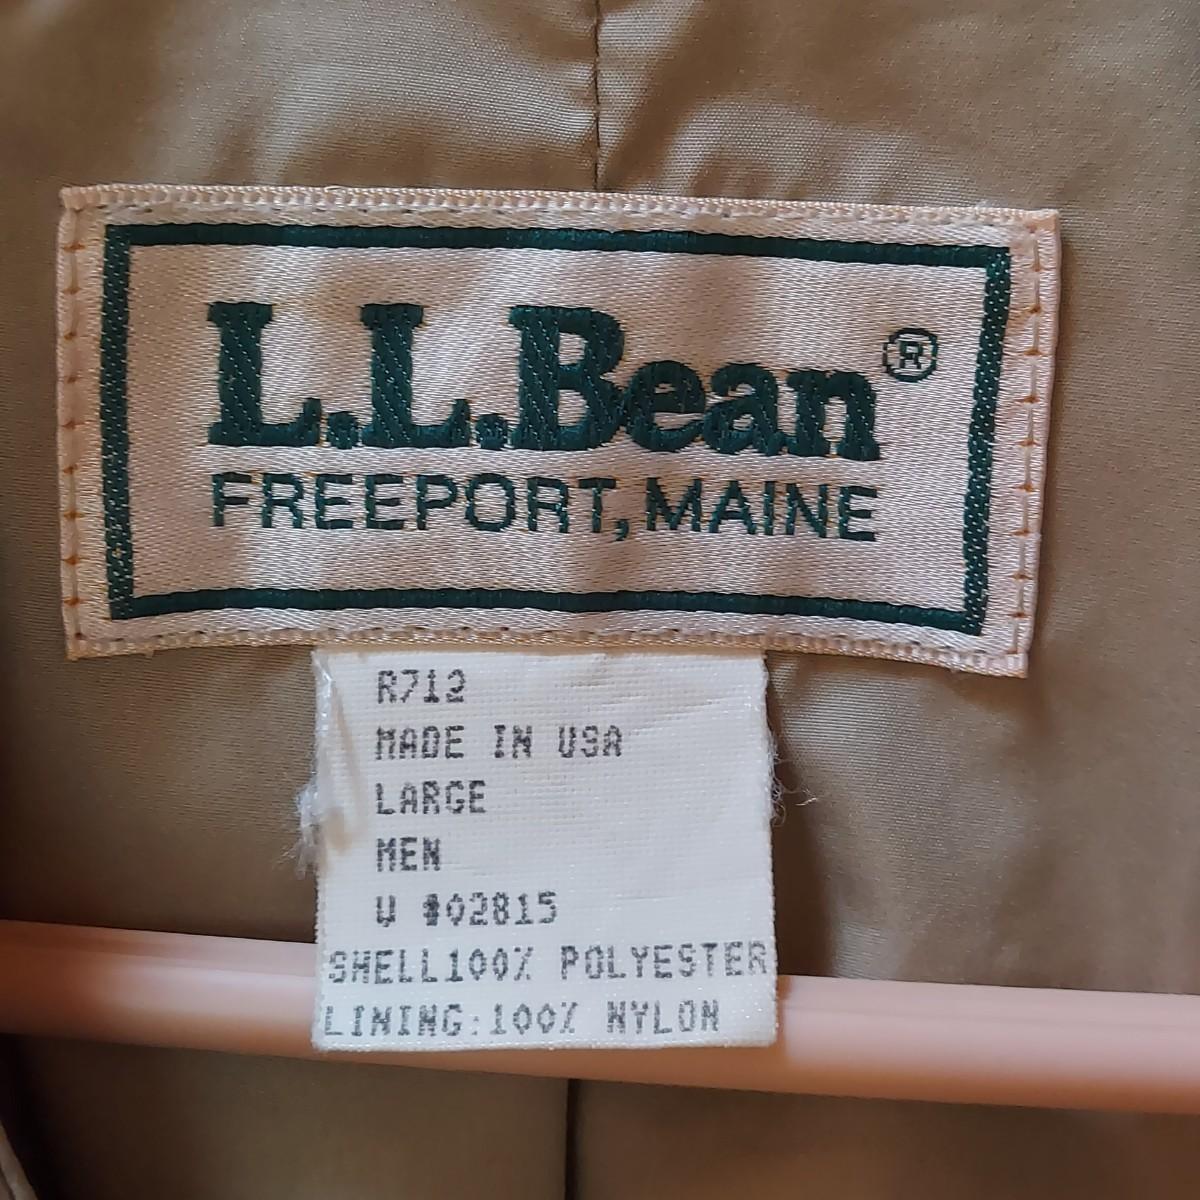 L.L.Bean®
FREEPORT, MAINE
R712
MADE IN USA
LARGE
MEN
W #02815
SHELL100% POLYESTER
LINING:100% NYLON